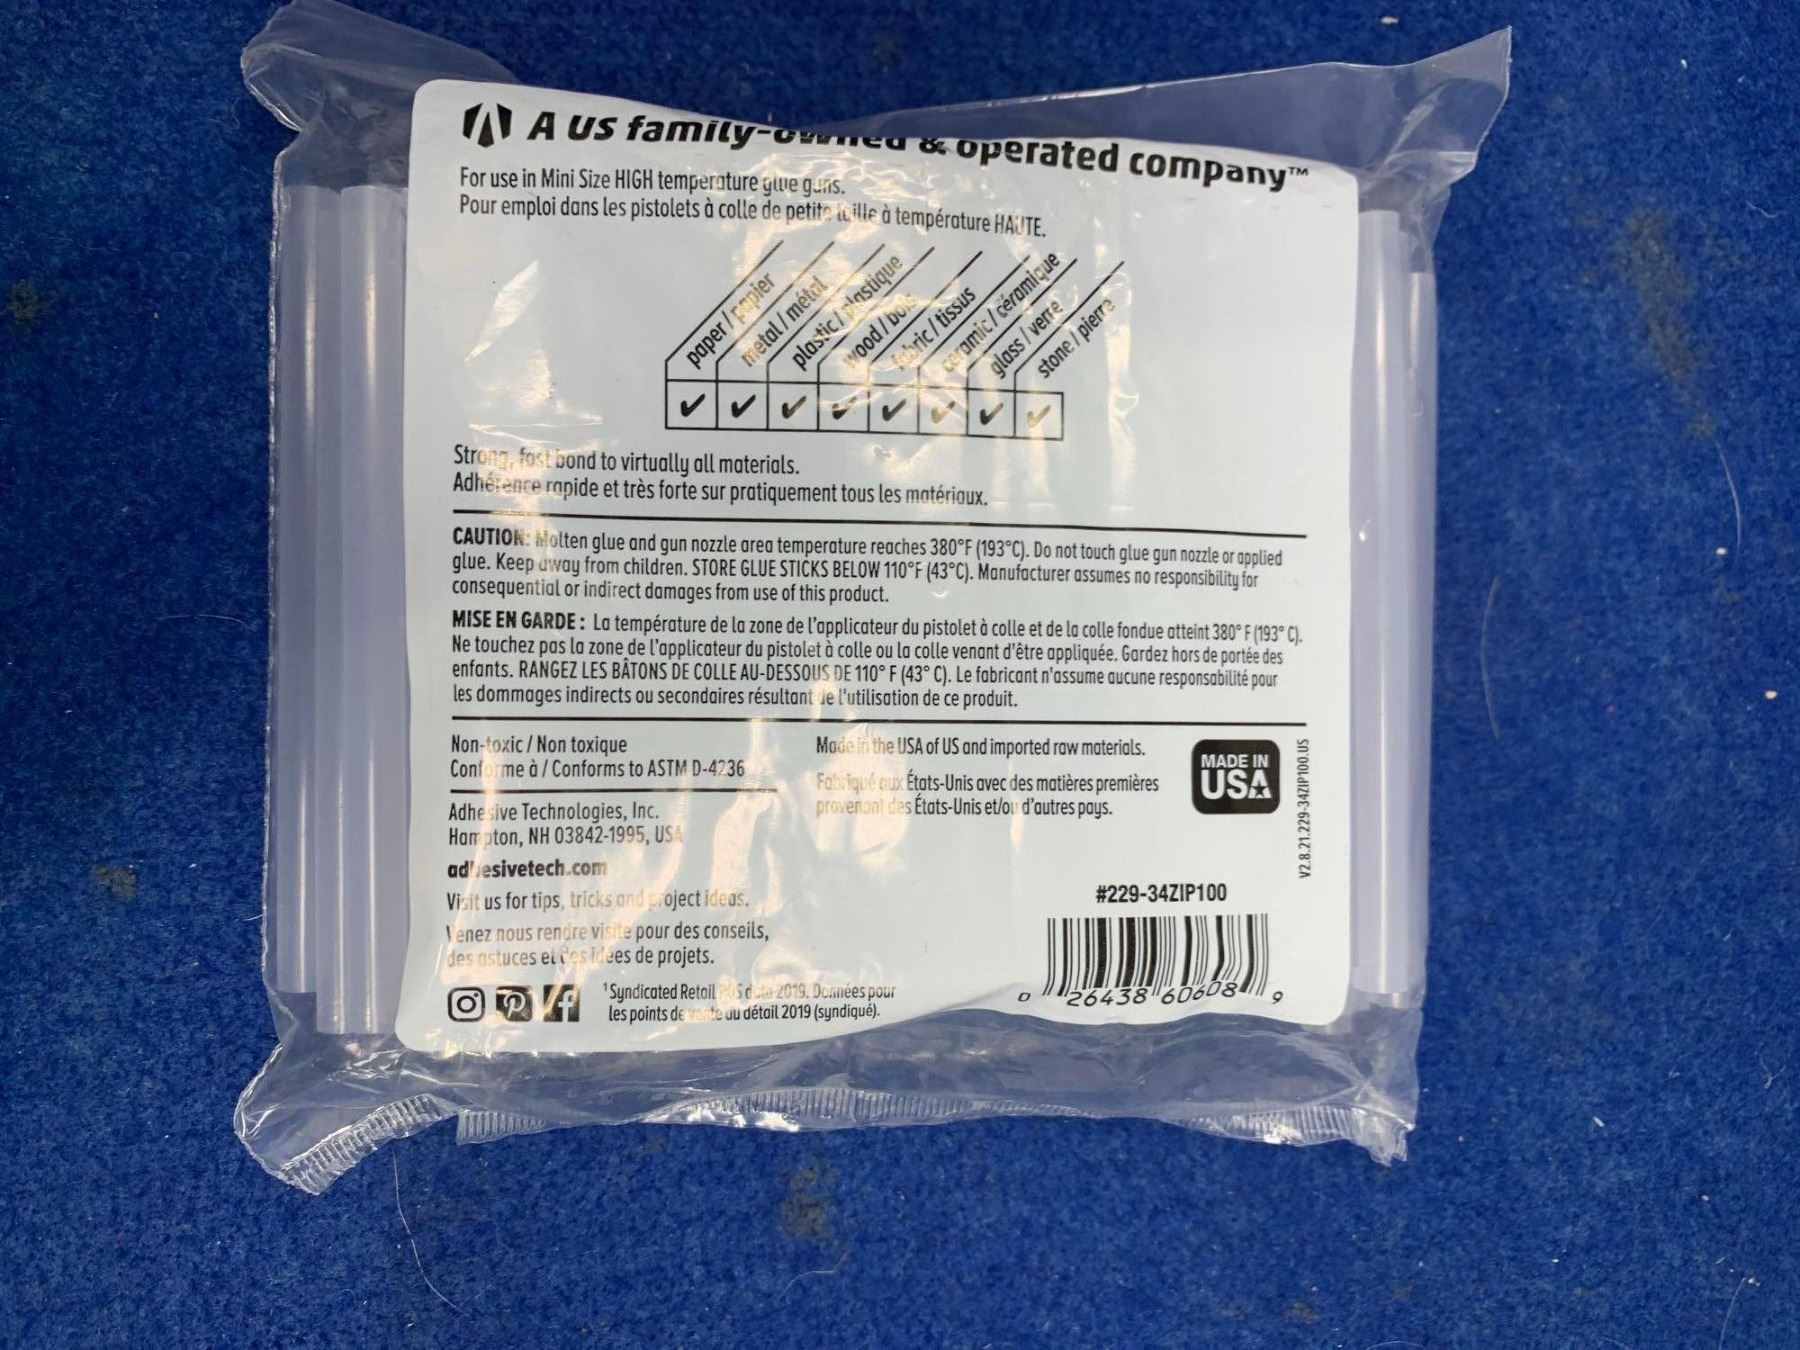 A US family-owned & operated company™
For use in Mini Size HIGH temperature glue guns.
Pour emploi dans les pistolets à colle de petite taille à température HAUTE.
paper / papier
metal / métal
plastic / plastique
wood / bois
fabric / tissus
ceramic / céramique
glass / verre
stone / pierre
Strong, fast bond to virtually all materials.
Adhérence rapide et très forte sur pratiquement tous les matériaux.
CAUTION: Molten glue and gun nozzle area temperature reaches 380°F (193°C). Do not touch glue gun nozzle or applied
glue. Keep away from children. STORE GLUE STICKS BELOW 110°F (43°C). Manufacturer assumes no responsibility for
consequential or indirect damages from use of this product.
MISE EN GARDE : La température de la zone de l'applicateur du pistolet à colle et de la colle fondue atteint 380° F (193° C).
Ne touchez pas la zone de l'applicateur du pistolet à colle ou la colle venant d'être appliquée. Gardez hors de portée des
enfants. RANGEZ LES BÂTONS DE COLLE AU-DESSOUS DE 110° F (43° C). Le fabricant n'assume aucune responsabilité pour
les dommages indirects ou secondaires résultant de l'utilisation de ce produit.
Non-toxic / Non toxique
Conforme à / Conforms to ASTM D-4236
Adhesive Technologies, Inc.
Hampton, NH 03842-1995, USA
adhesivetech.com
Visit us for tips, tricks and project ideas.
Venez nous rendre visite pour des conseils,
des astuces et des idées de projets.
¹Syndicated Retail POS data 2019. Données pour
les points de vente au détail 2019 (syndiqué).
Made in the USA of US and imported raw materials.
Fabriqué aux États-Unis avec des matières premières
provenant des États-Unis et/ou d'autres pays.
MADE IN
USA
V2.8.21.229-34ZIP100.US
#229-34ZIP100
0 26438 60608 9